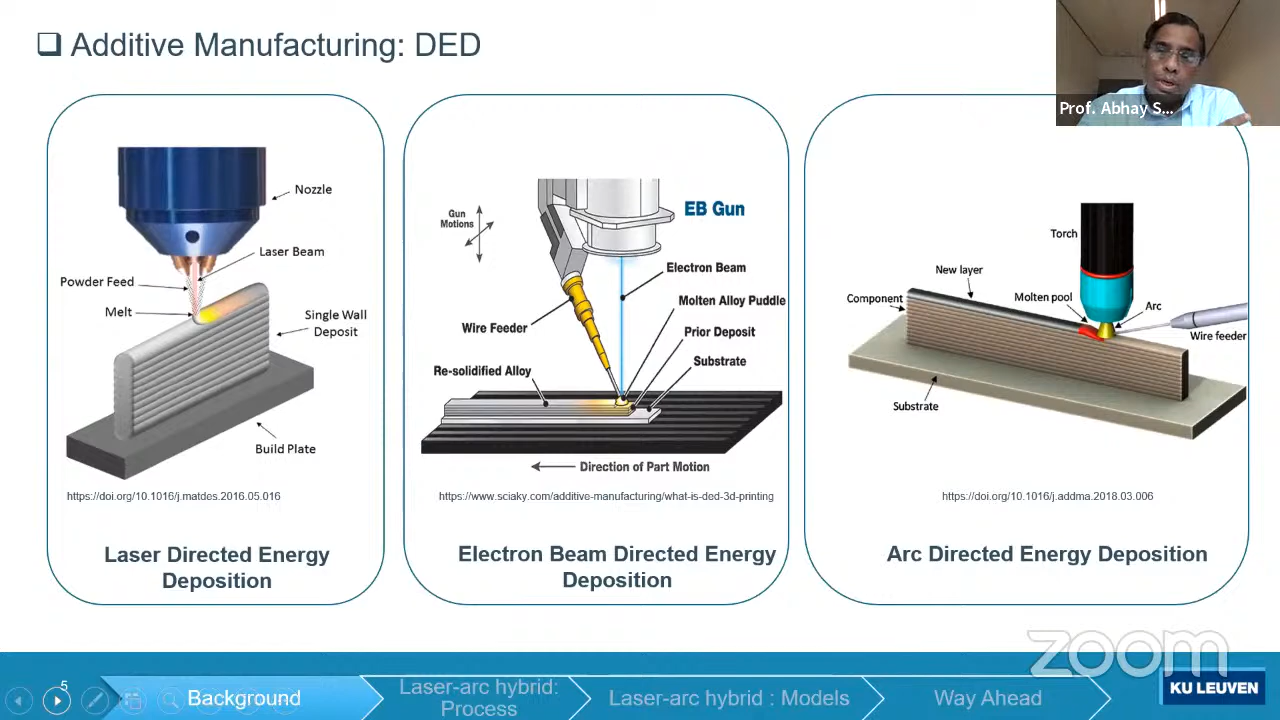 Additive Manufacturing: DED
Prof. Abhay S...
Nozzle
Laser Beam
Powder Feed
Melt
Single Wall
Deposit
Build Plate
https://doi.org/10.1016/j.matdes.2016.05.016
Laser Directed Energy
Deposition
Gun
Motions
EB Gun
Electron Beam
Molten Alloy Puddle
Wire Feeder
Prior Deposit
Substrate
Re-solidified Alloy
Direction of Part Motion
https://www.sciaky.com/additive-manufacturing/what-is-ded-3d-printing
Electron Beam Directed Energy
Deposition
Torch
New layer
Molten pool
Component
Arc
Wire feeder
Substrate
https://doi.org/10.1016/j.addma.2018.03.006
Arc Directed Energy Deposition
zoom
5
Background
Laser-arc hybrid:
Process
Laser-arc hybrid : Models
Way Ahead
KU LEUVEN